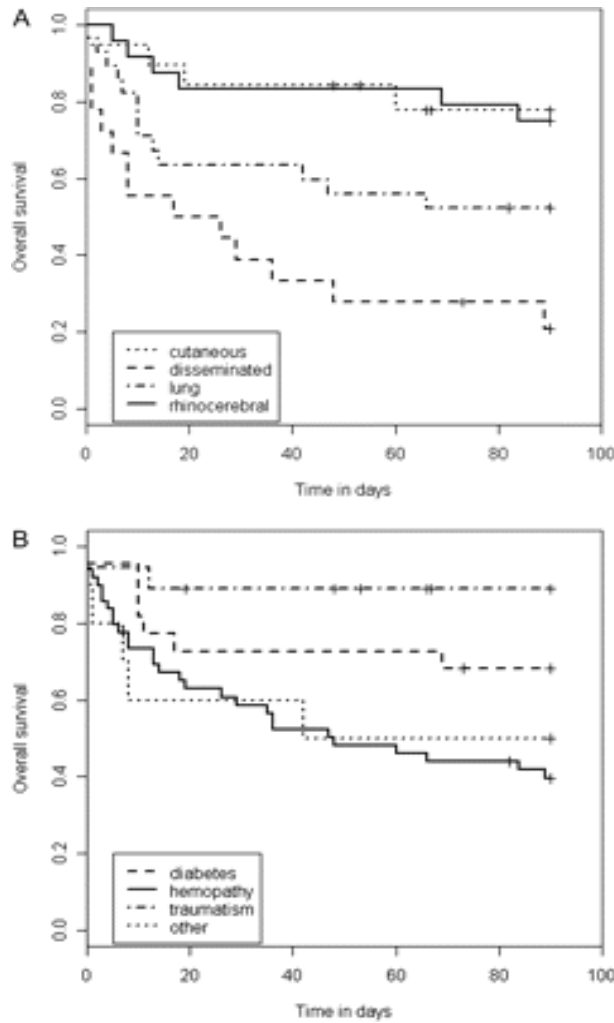 A
1.0
0.8
0.6
0.4
0.2
0.0
Overall survival
cutaneous
disseminated
lung
rhinocerebral
0 20 40 60 80 100
Time in days
B
1.0
0.8
0.6
0.4
0.2
0.0
Overall survival
diabetes
hemopathy
traumatism
other
0 20 40 60 80 100
Time in days